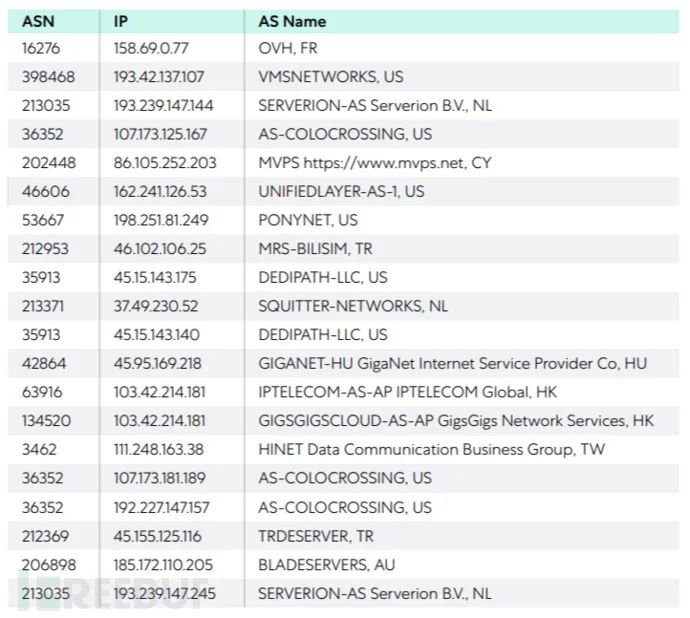 ASN IP AS Name
16276 158.69.0.77 OVH, FR
398468 193.42.137.107 VMSNETWORKS, US
213035 193.239.147.144 SERVERION-AS Serverion B.V., NL
36352 107.173.125.167 AS-COLOCROSSING, US
202448 86.105.252.203 MVPS https://www.mvps.net, CY
46606 162.241.126.53 UNIFIEDLAYER-AS-1, US
53667 198.251.81.249 PONYNET, US
212953 46.102.106.25 MRS-BILISIM, TR
35913 45.15.143.175 DEDIPATH-LLC, US
213371 37.49.230.52 SQUITTER-NETWORKS, NL
35913 45.15.143.140 DEDIPATH-LLC, US
42864 45.95.169.218 GIGANET-HU GigaNet Internet Service Provider Co, HU
63916 103.42.214.181 IPTELECOM-AS-AP IPTELECOM Global, HK
134520 103.42.214.181 GIGSGIGSCLOUD-AS-AP GigsGigs Network Services, HK
3462 111.248.163.38 HINET Data Communication Business Group, TW
36352 107.173.181.189 AS-COLOCROSSING, US
36352 192.227.147.157 AS-COLOCROSSING, US
212369 45.155.125.116 TRDESERVER, TR
206898 185.172.110.205 BLADESERVERS, AU
213035 193.239.147.245 SERVERION-AS Serverion B.V., NL
REEBUF